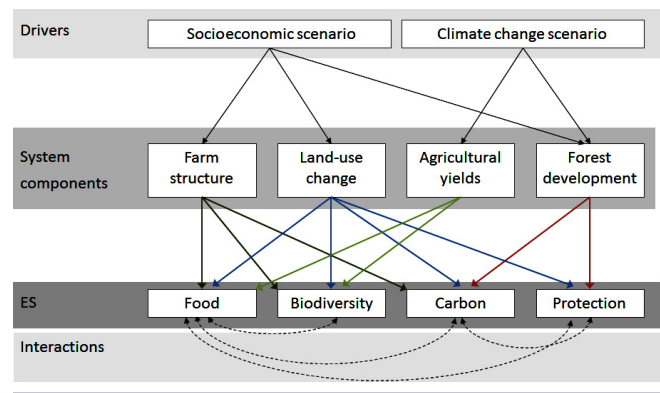 Drivers
Socioeconomic scenario
Climate change scenario
System
components
Farm
structure
Land-use
change
Agricultural
yields
Forest
development
ES
Food
Biodiversity
Carbon
Protection
Interactions